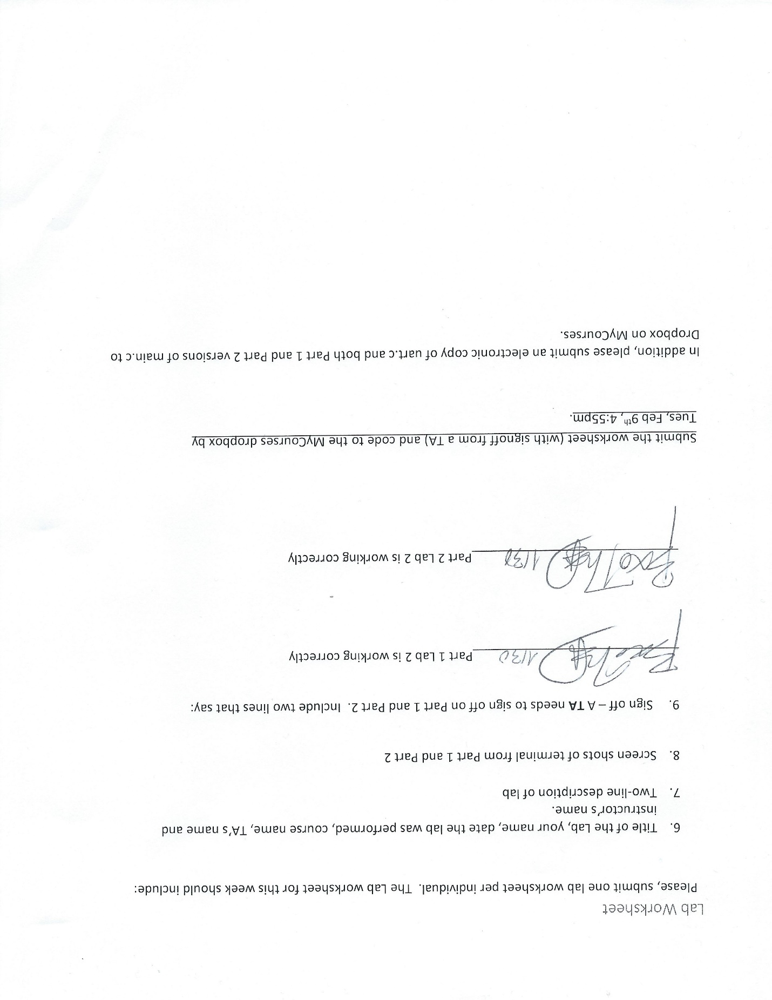 Lab Worksheet
Please, submit one lab worksheet per individual.  The Lab worksheet for this week should include:
6. Title of the Lab, your name, date the lab was performed, course name, TA's name and
instructor's name.
7. Two-line description of lab
8. Screen shots of terminal from Part 1 and Part 2
9. Sign off – A TA needs to sign off on Part 1 and Part 2.  Include two lines that say:
1/30 Part 1 Lab 2 is working correctly
1/30 Part 2 Lab 2 is working correctly
Submit the worksheet (with signoff from a TA) and code to the MyCourses dropbox by
Tues, Feb 9th, 4:55pm.
In addition, please submit an electronic copy of uart.c and both Part 1 and Part 2 versions of main.c to
Dropbox on MyCourses.